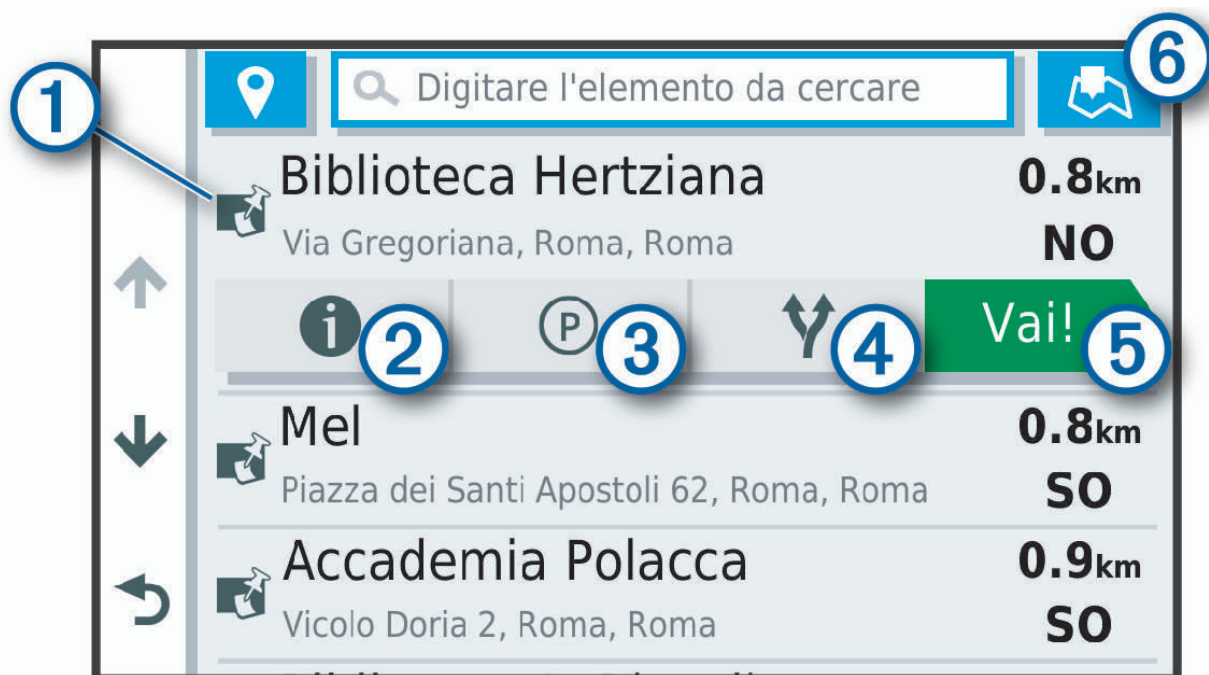 6
1
Digitare l'elemento da cercare
Biblioteca Hertziana 0.8km
Via Gregoriana, Roma, Roma NO
i 2 P 3 4 Vai! 5
Mel 0.8km
Piazza dei Santi Apostoli 62, Roma, Roma SO
Accademia Polacca 0.9km
Vicolo Doria 2, Roma, Roma SO